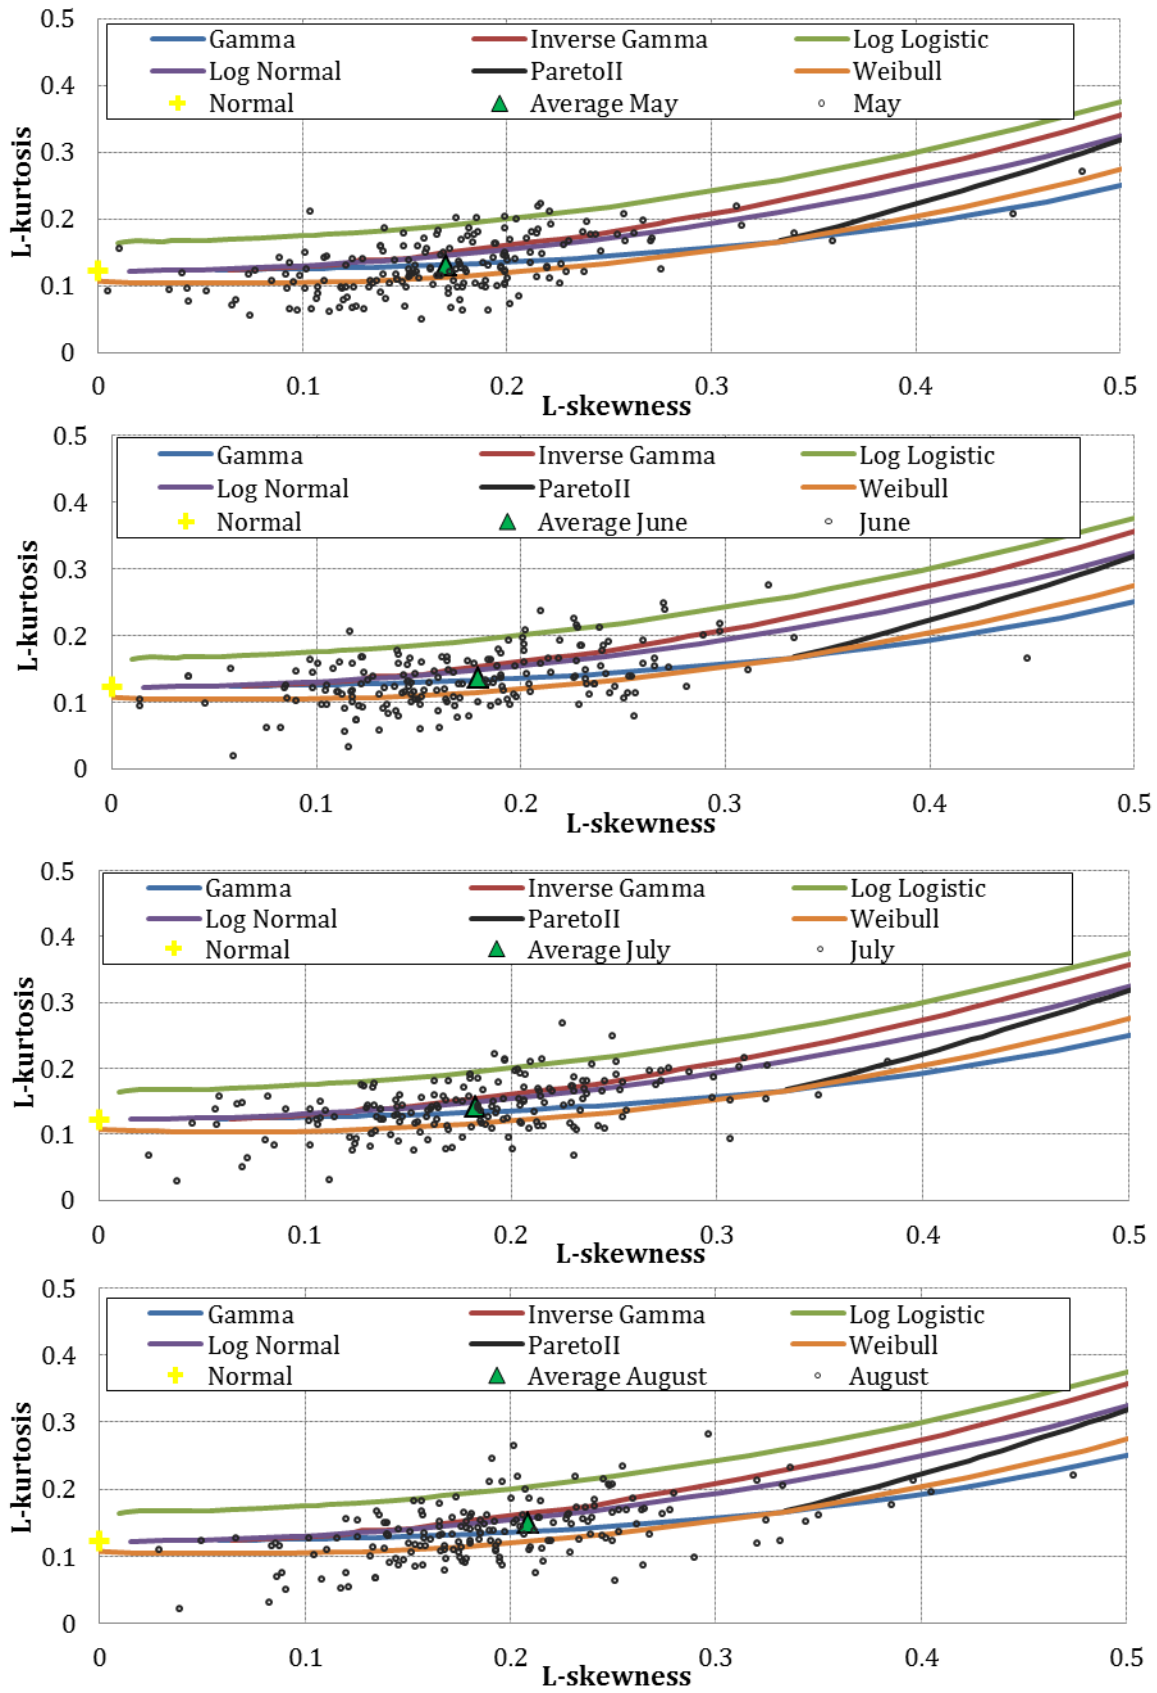 0.5
Gamma Inverse Gamma Log Logistic
0.4
Log Normal ParetoII Weibull
Normal Average May May
0.3
L-kurtosis
0.2
0.1
0
0 0.1 0.2 0.3 0.4 0.5
L-skewness
0.5
Gamma Inverse Gamma Log Logistic
0.4
Log Normal ParetoII Weibull
Normal Average June June
0.3
L-kurtosis
0.2
0.1
0
0 0.1 0.2 0.3 0.4 0.5
L-skewness
0.5
Gamma Inverse Gamma Log Logistic
0.4
Log Normal ParetoII Weibull
Normal Average July July
0.3
L-kurtosis
0.2
0.1
0
0 0.1 0.2 0.3 0.4 0.5
L-skewness
0.5
Gamma Inverse Gamma Log Logistic
0.4
Log Normal ParetoII Weibull
Normal Average August August
0.3
L-kurtosis
0.2
0.1
0
0 0.1 0.2 0.3 0.4 0.5
L-skewness